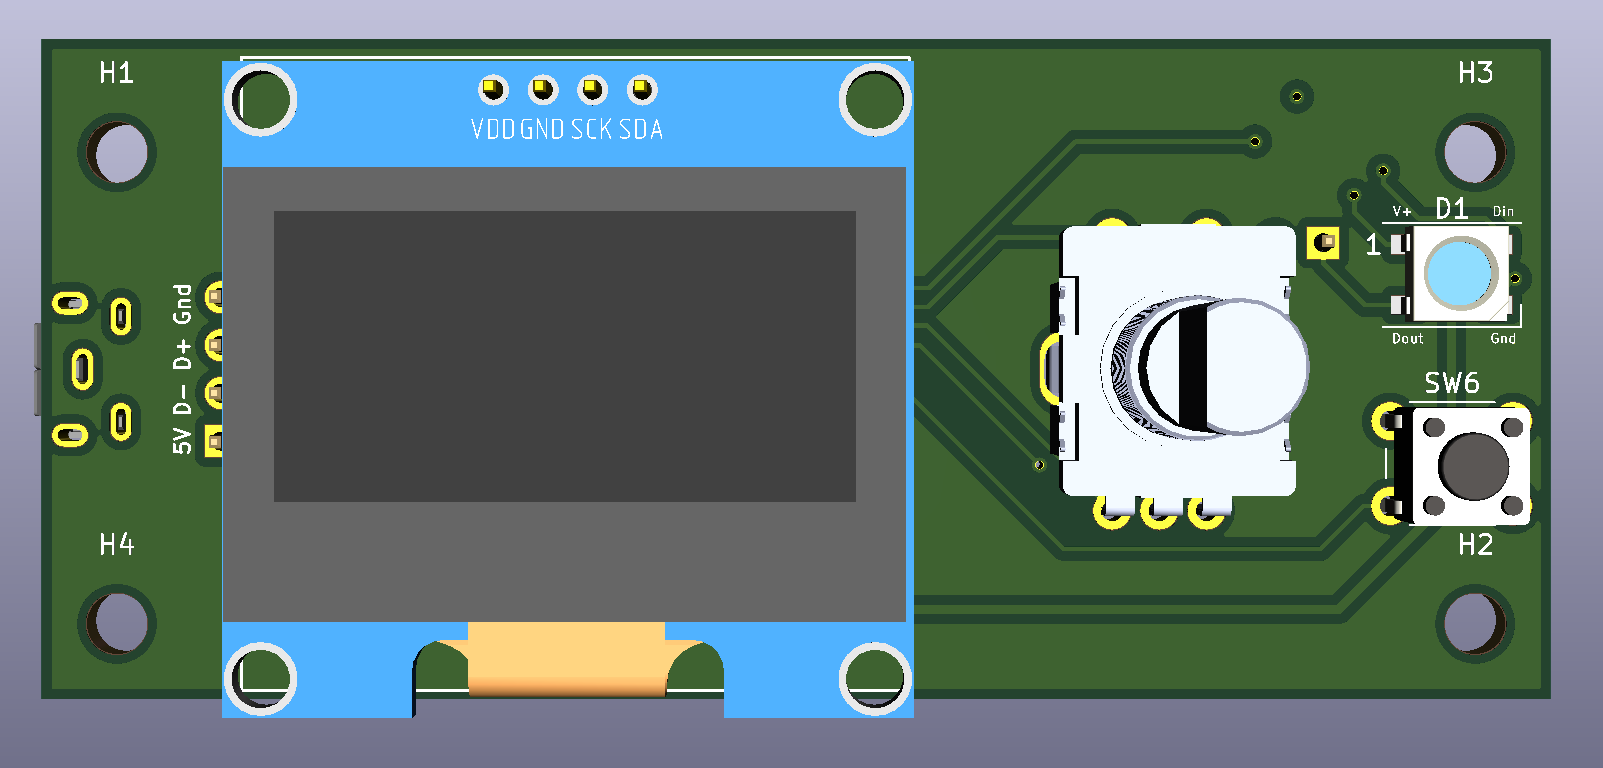 H1
H3
VDD GND SCK SDA
V+ D1 Din
1
Gnd
D+
D-
5V
Dout Gnd
SW6
H4
H2